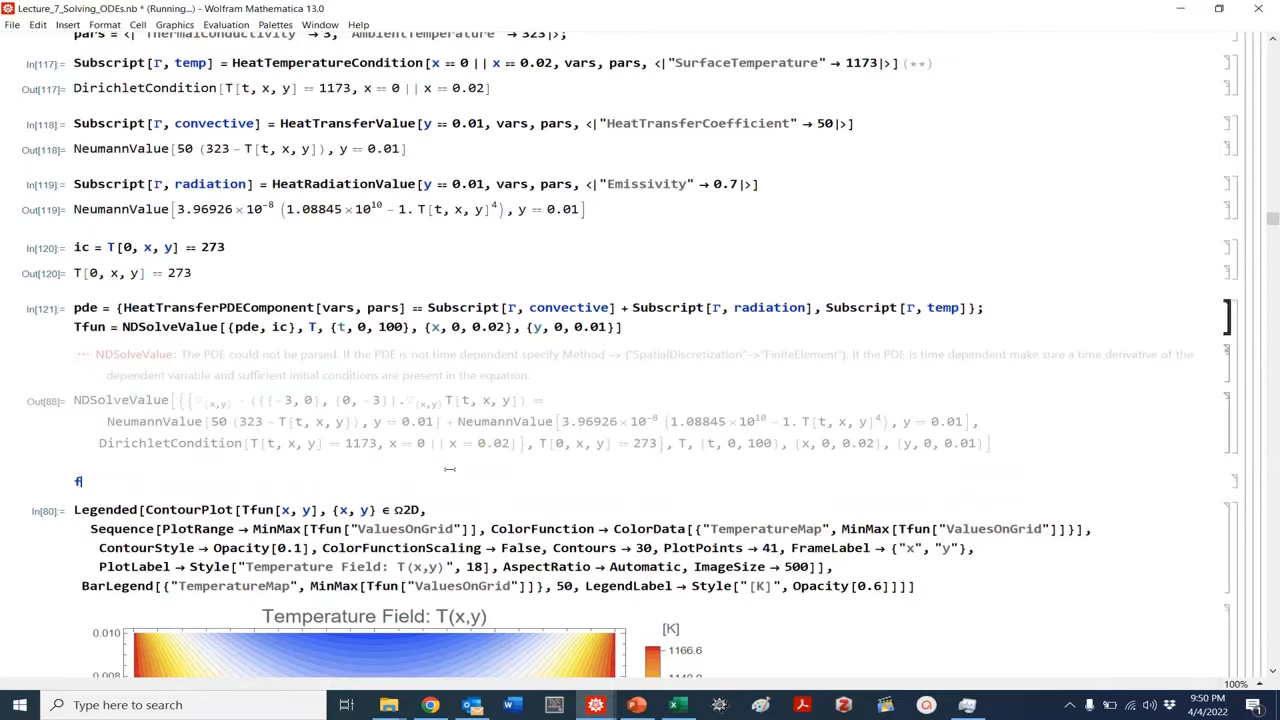 Lecture_7_Solving_ODEs.nb * (Running...) - Wolfram Mathematica 13.0
File Edit Insert Format Cell Graphics Evaluation Palettes Window Help
pars = <| "ThermalConductivity" → 3, "AmbientTemperature" → 323|>;
In[117]:= Subscript[Γ, temp] = HeatTemperatureCondition[x == 0 || x == 0.02, vars, pars, <|"SurfaceTemperature" → 1173|>] (**)
Out[117]= DirichletCondition[T[t, x, y] == 1173, x == 0 || x == 0.02]
In[118]:= Subscript[Γ, convective] = HeatTransferValue[y == 0.01, vars, pars, <|"HeatTransferCoefficient" → 50|>]
Out[118]= NeumannValue[50 (323 - T[t, x, y]), y == 0.01]
In[119]:= Subscript[Γ, radiation] = HeatRadiationValue[y == 0.01, vars, pars, <|"Emissivity" → 0.7|>]
Out[119]= NeumannValue[3.96926 × 10⁻⁸ (1.08845 × 10¹⁰ - 1. T[t, x, y]⁴), y == 0.01]
In[120]:= ic = T[0, x, y] == 273
Out[120]= T[0, x, y] == 273
In[121]:= pde = {HeatTransferPDEComponent[vars, pars] == Subscript[Γ, convective] + Subscript[Γ, radiation], Subscript[Γ, temp]};
Tfun = NDSolveValue[{pde, ic}, T, {t, 0, 100}, {x, 0, 0.02}, {y, 0, 0.01}]
··· NDSolveValue: The PDE could not be parsed. If the PDE is not time dependent specify Method -> {"SpatialDiscretization"->"FiniteElement"}. If the PDE is time dependent make sure a time derivative of the
dependent variable and sufficient initial conditions are present in the equation.
Out[88]= NDSolveValue[{{∇{x,y} · ({{-3, 0}, {0, -3}}.∇{x,y} T[t, x, y]) ==
NeumannValue[50 (323 - T[t, x, y]), y == 0.01] + NeumannValue[3.96926 × 10⁻⁸ (1.08845 × 10¹⁰ - 1. T[t, x, y]⁴), y == 0.01],
DirichletCondition[T[t, x, y] == 1173, x == 0 || x == 0.02]}, T[0, x, y] == 273}, T, {t, 0, 100}, {x, 0, 0.02}, {y, 0, 0.01}]
f
In[80]:= Legended[ContourPlot[Tfun[x, y], {x, y} ∈ Ω2D,
Sequence[PlotRange → MinMax[Tfun["ValuesOnGrid"]], ColorFunction → ColorData[{"TemperatureMap", MinMax[Tfun["ValuesOnGrid"]]}],
ContourStyle → Opacity[0.1], ColorFunctionScaling → False, Contours → 30, PlotPoints → 41, FrameLabel → {"x", "y"},
PlotLabel → Style["Temperature Field: T(x,y)", 18], AspectRatio → Automatic, ImageSize → 500]],
BarLegend[{"TemperatureMap", MinMax[Tfun["ValuesOnGrid"]]}, 50, LegendLabel → Style["[K]", Opacity[0.6]]]]
Temperature Field: T(x,y)
[K]
0.010
1166.6
0.008
100%
Type here to search
9:50 PM
4/4/2022